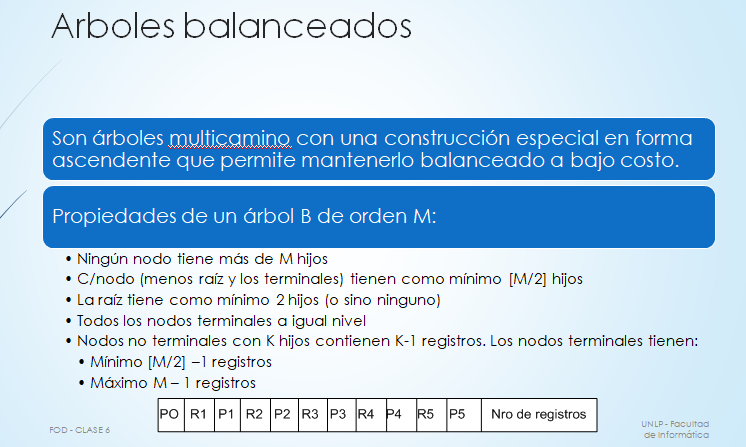 Arboles balanceados
Son árboles multicamino con una construcción especial en forma
ascendente que permite mantenerlo balanceado a bajo costo.
Propiedades de un árbol B de orden M:
• Ningún nodo tiene más de M hijos
• C/nodo (menos raíz y los terminales) tienen como mínimo [M/2] hijos
• La raíz tiene como mínimo 2 hijos (o sino ninguno)
• Todos los nodos terminales a igual nivel
• Nodos no terminales con K hijos contienen K-1 registros. Los nodos terminales tienen:
• Mínimo [M/2] –1 registros
• Máximo M – 1 registros
PO R1 P1 R2 P2 R3 P3 R4 P4 R5 P5 Nro de registros
FOD - CLASE 6
UNLP - Facultad
de Informática